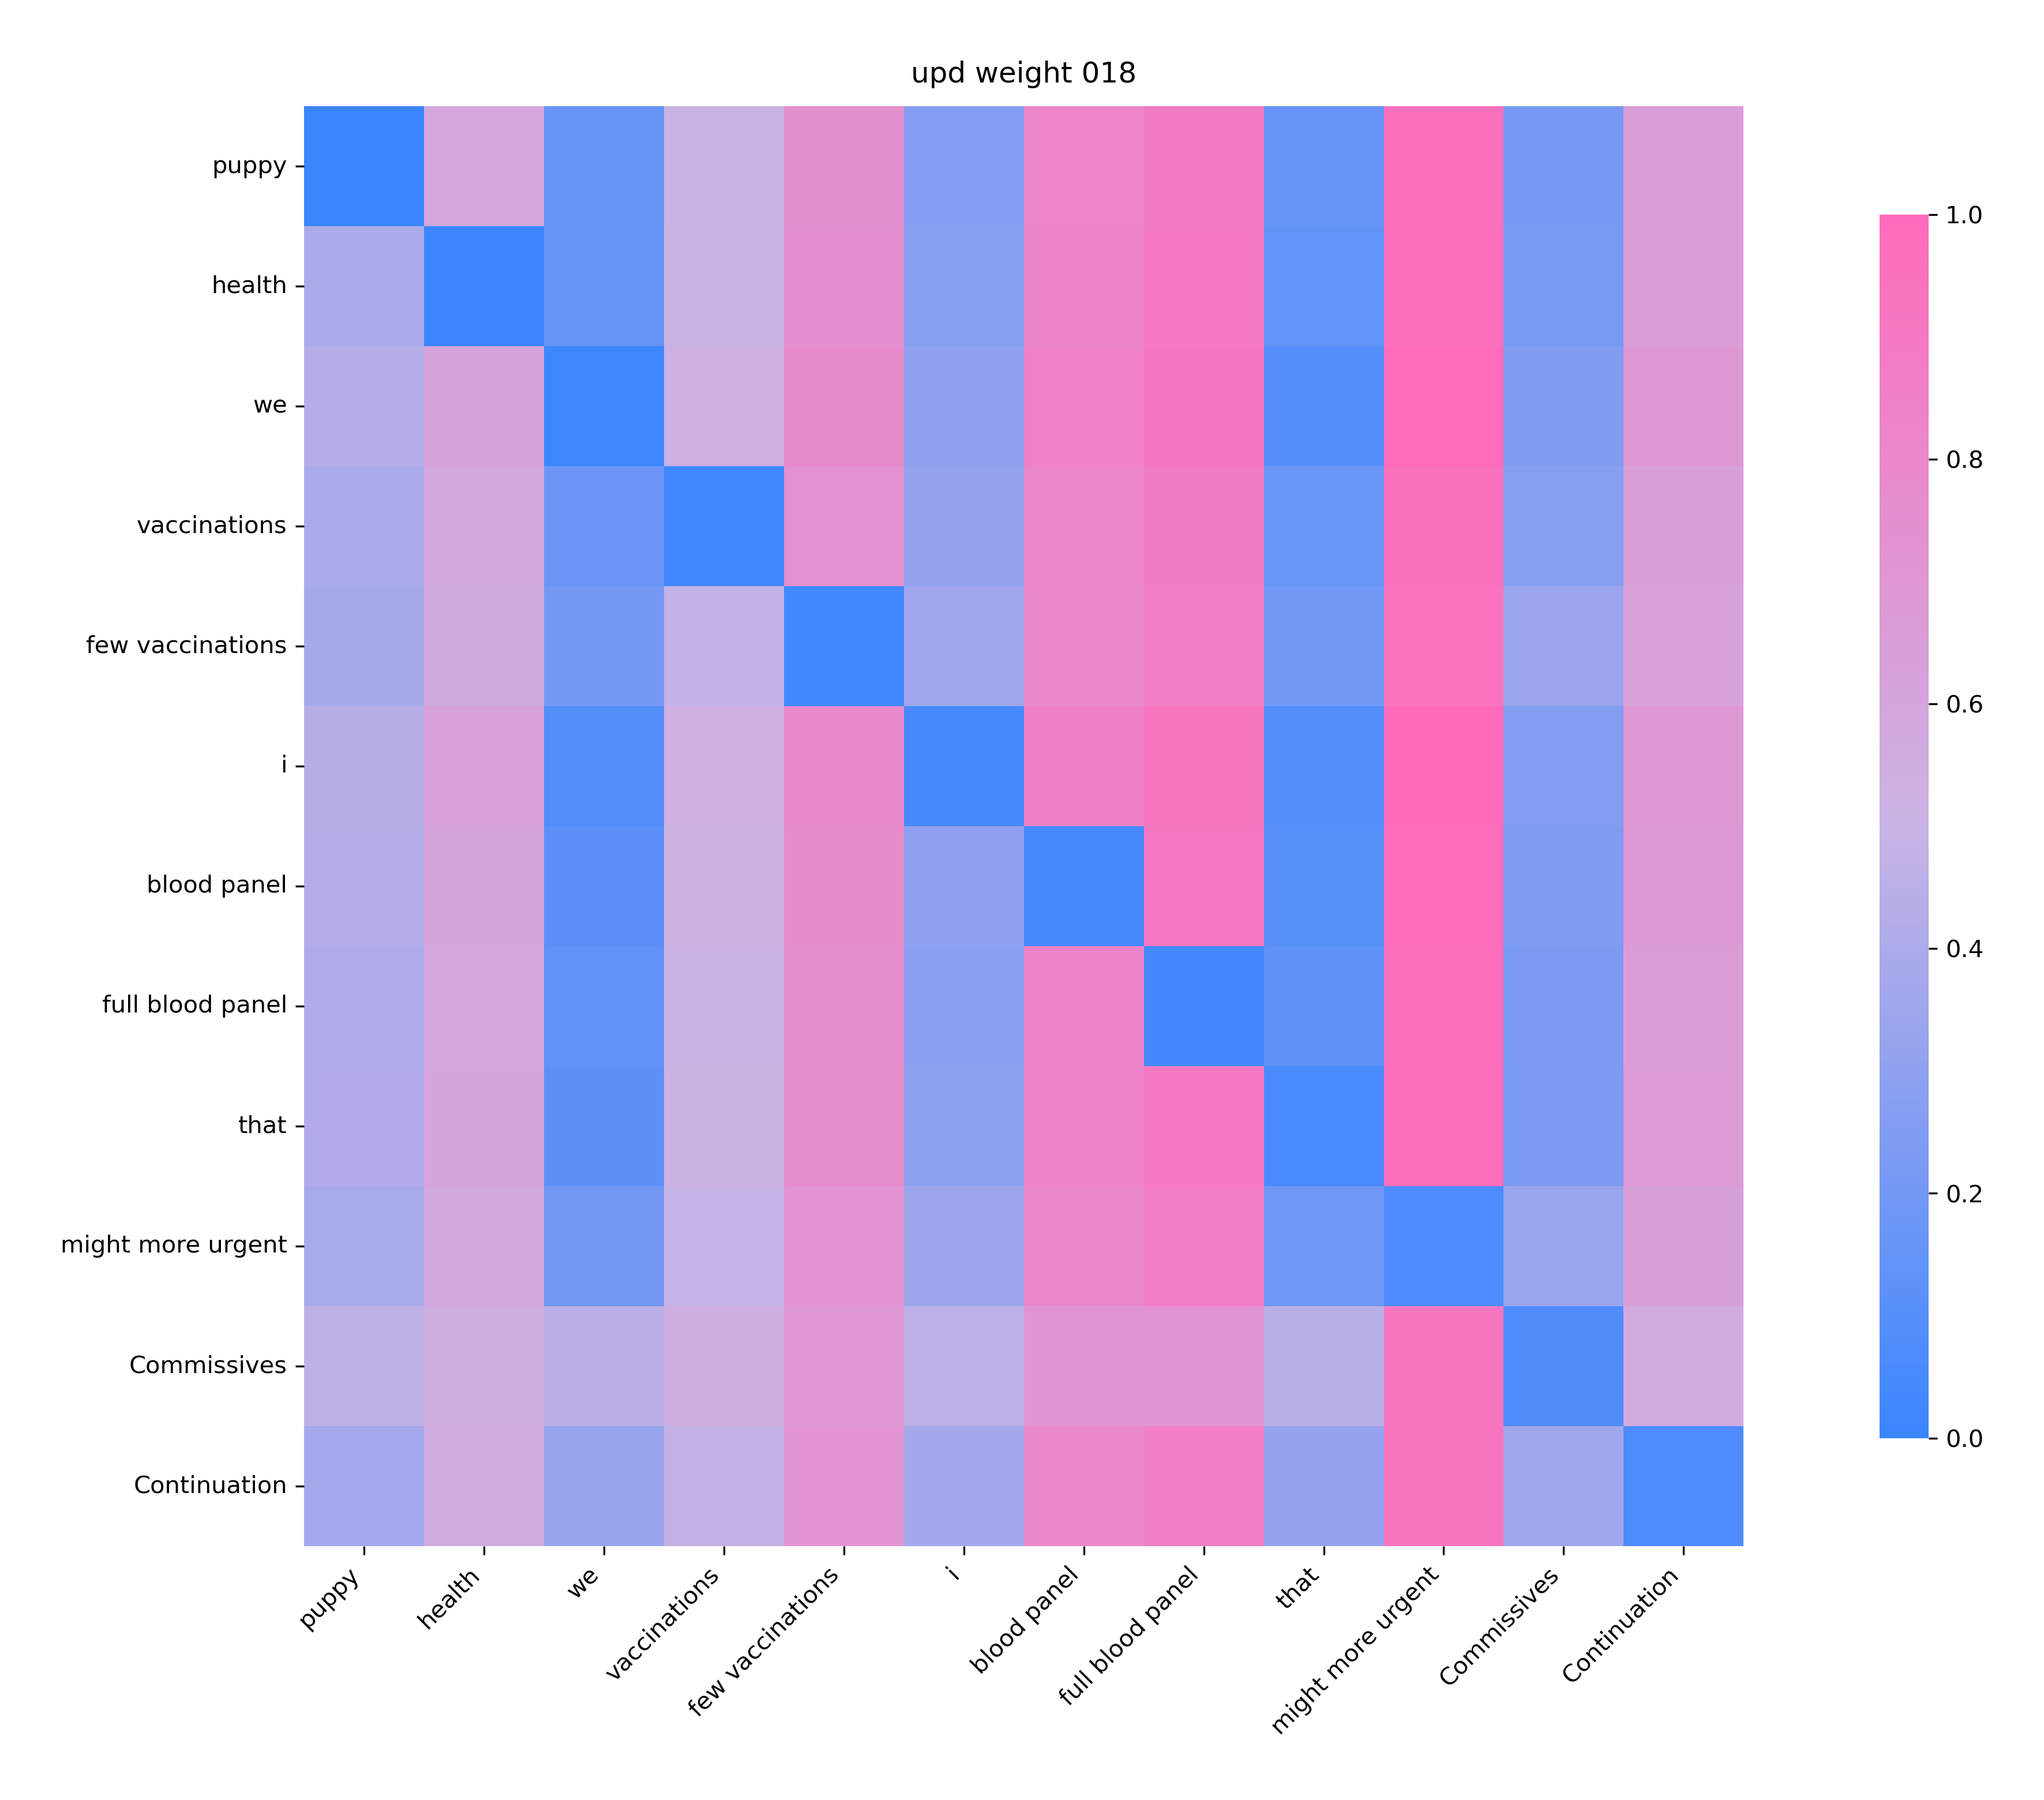 upd weight 018
puppy
health
we
vaccinations
few vaccinations
i
blood panel
full blood panel
that
might more urgent
Commissives
Continuation
puppy
health
we
vaccinations
few vaccinations
i
blood panel
full blood panel
that
might more urgent
Commissives
Continuation
1.0
0.8
0.6
0.4
0.2
0.0